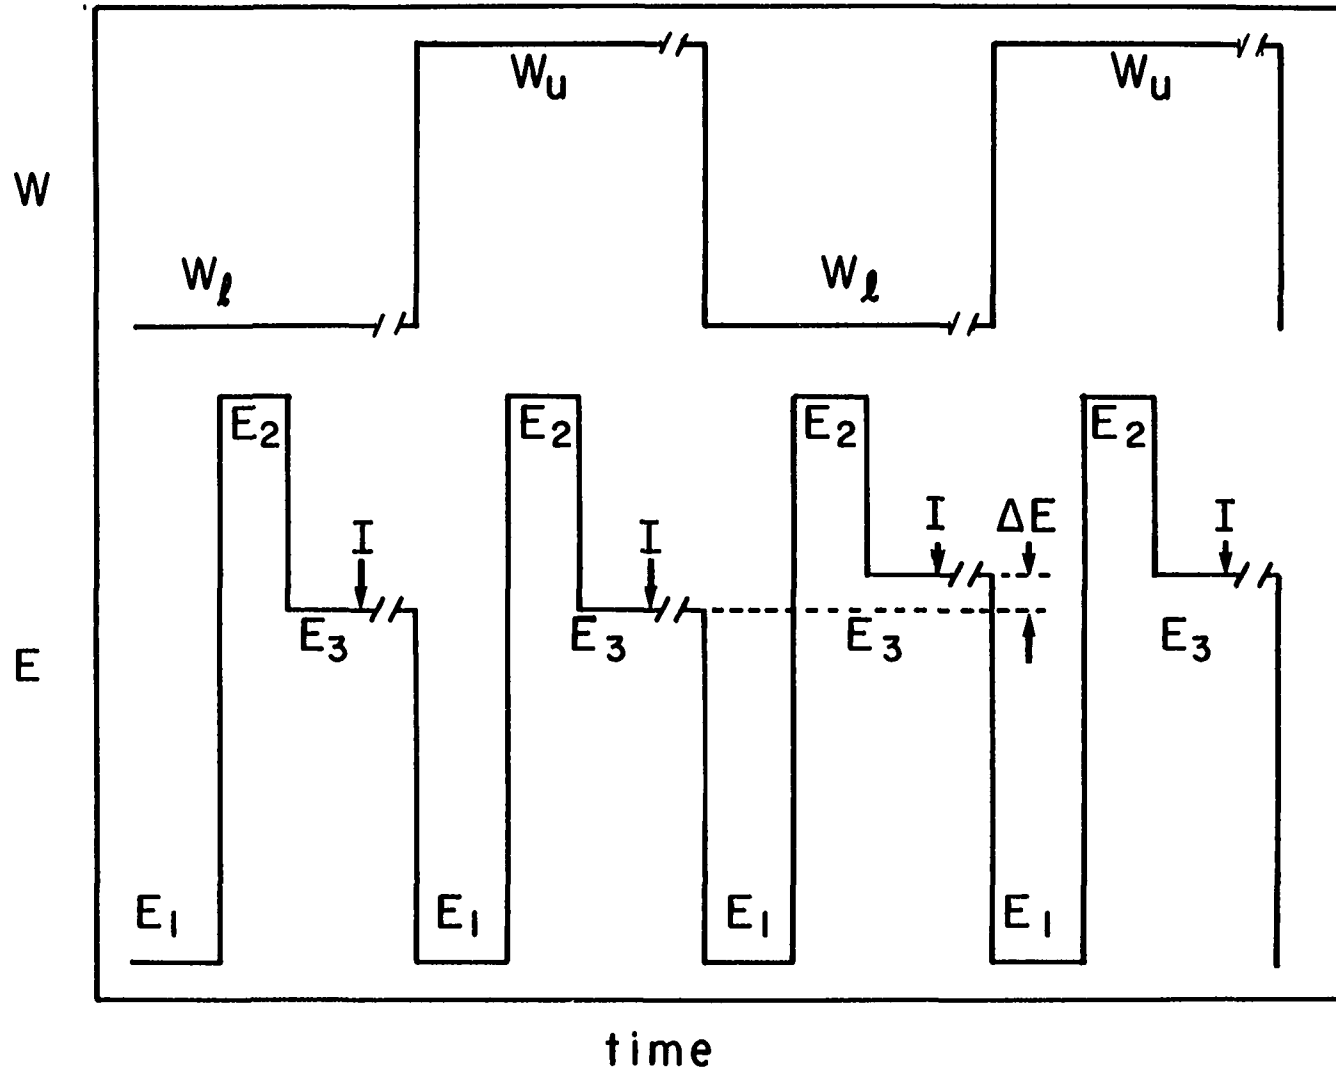 Wu Wu
W
Wℓ Wℓ
E2 E2 E2 E2
I I I ΔE I
E3 E3 E3 E3
E
E1 E1 E1 E1
time